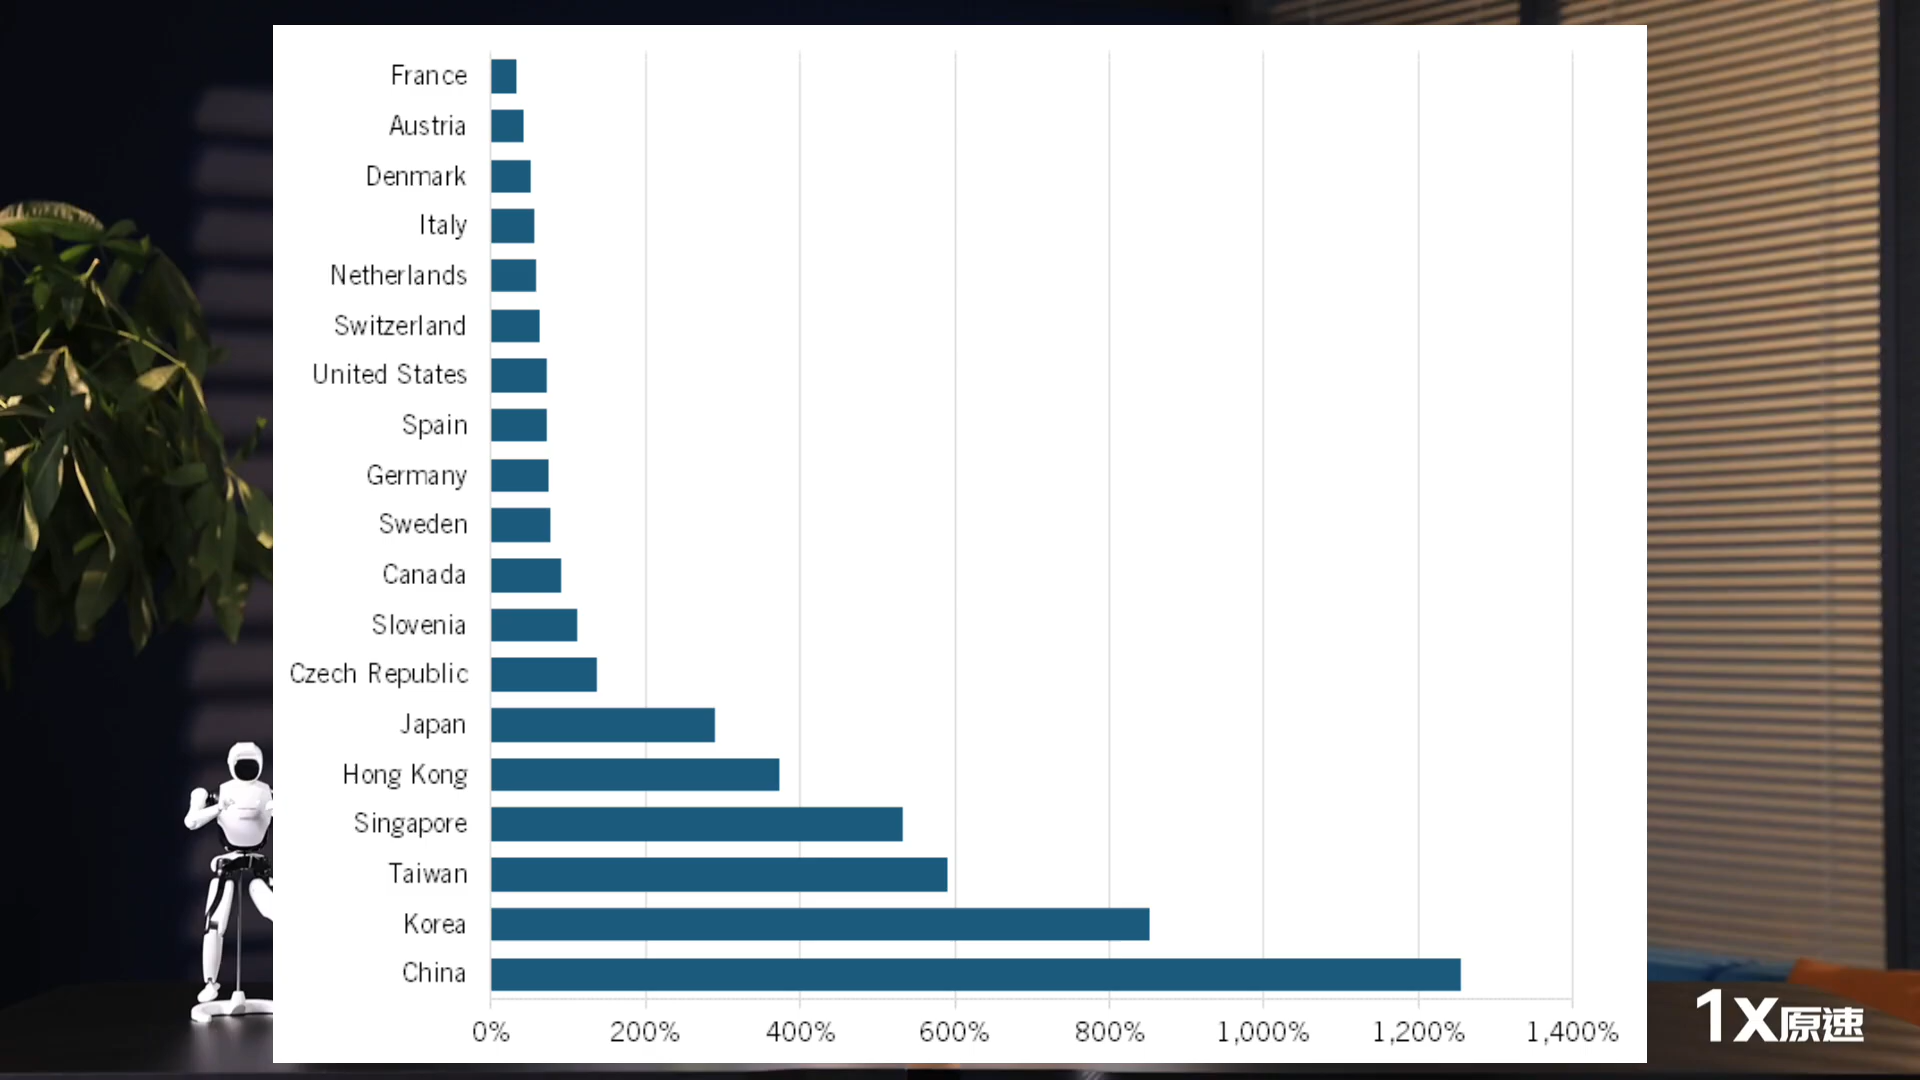 France
Austria
Denmark
Italy
Netherlands
Switzerland
United States
Spain
Germany
Sweden
Canada
Slovenia
Czech Republic
Japan
Hong Kong
Singapore
Taiwan
Korea
China
0% 200% 400% 600% 800% 1,000% 1,200% 1,400%
1X原速